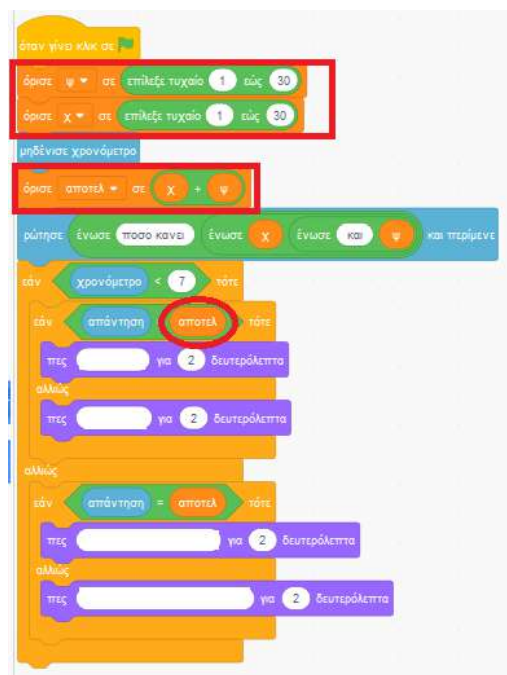 όταν γίνει κλικ σε
όρισε ψ σε επίλεξε τυχαίο 1 εώς 30
όρισε χ σε επίλεξε τυχαίο 1 εώς 30
μηδένισε χρονόμετρο
όρισε αποτελ σε χ + ψ
ρώτησε ένωσε ποσο κανει ένωσε χ ένωσε και ψ και περίμενε
εάν χρονόμετρο < 7 τότε
εάν απάντηση αποτελ τότε
πες για 2 δευτερόλεπτα
αλλιώς
πες για 2 δευτερόλεπτα
αλλιώς
εάν απάντηση = αποτελ τότε
πες για 2 δευτερόλεπτα
αλλιώς
πες για 2 δευτερόλεπτα